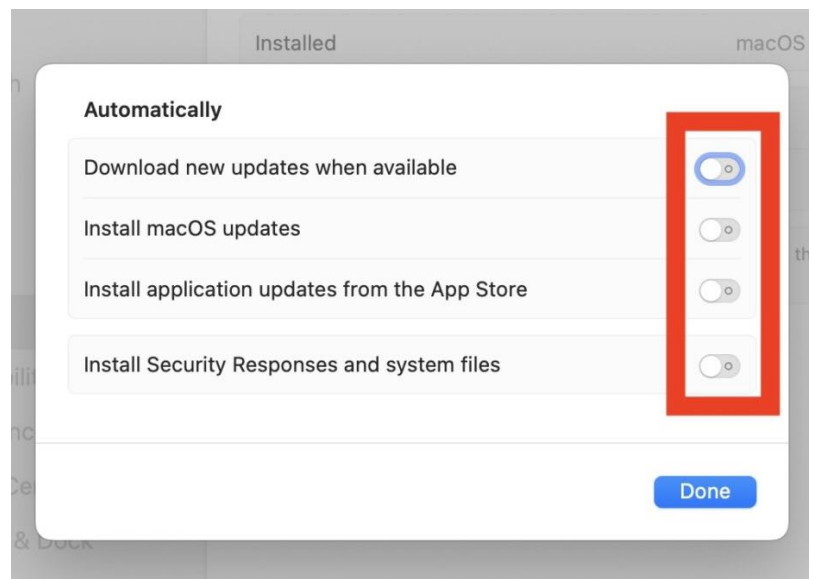 Installed
macOS
Automatically
Download new updates when available
Install macOS updates
Install application updates from the App Store
Install Security Responses and system files
Done
& Dock